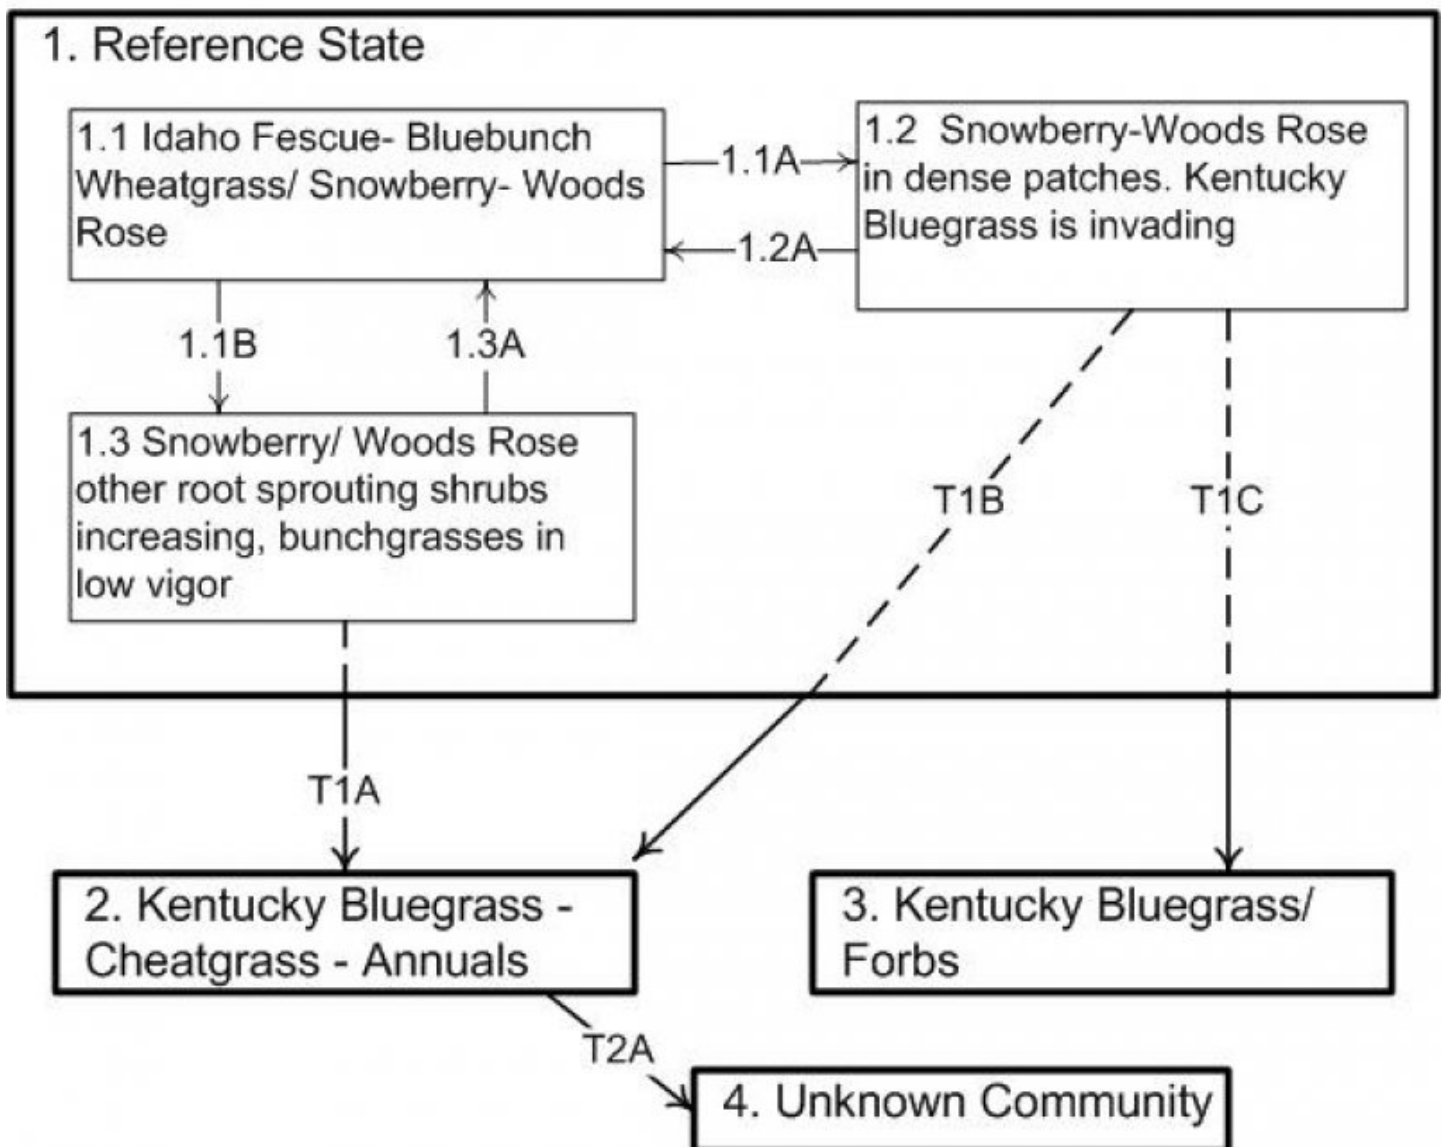 1. Reference State
1.1 Idaho Fescue- Bluebunch
Wheatgrass/ Snowberry- Woods
Rose
1.1A
1.2A
1.2 Snowberry-Woods Rose
in dense patches. Kentucky
Bluegrass is invading
1.1B
1.3A
1.3 Snowberry/ Woods Rose
other root sprouting shrubs
increasing, bunchgrasses in
low vigor
T1B
T1C
T1A
2. Kentucky Bluegrass -
Cheatgrass - Annuals
3. Kentucky Bluegrass/
Forbs
T2A
4. Unknown Community